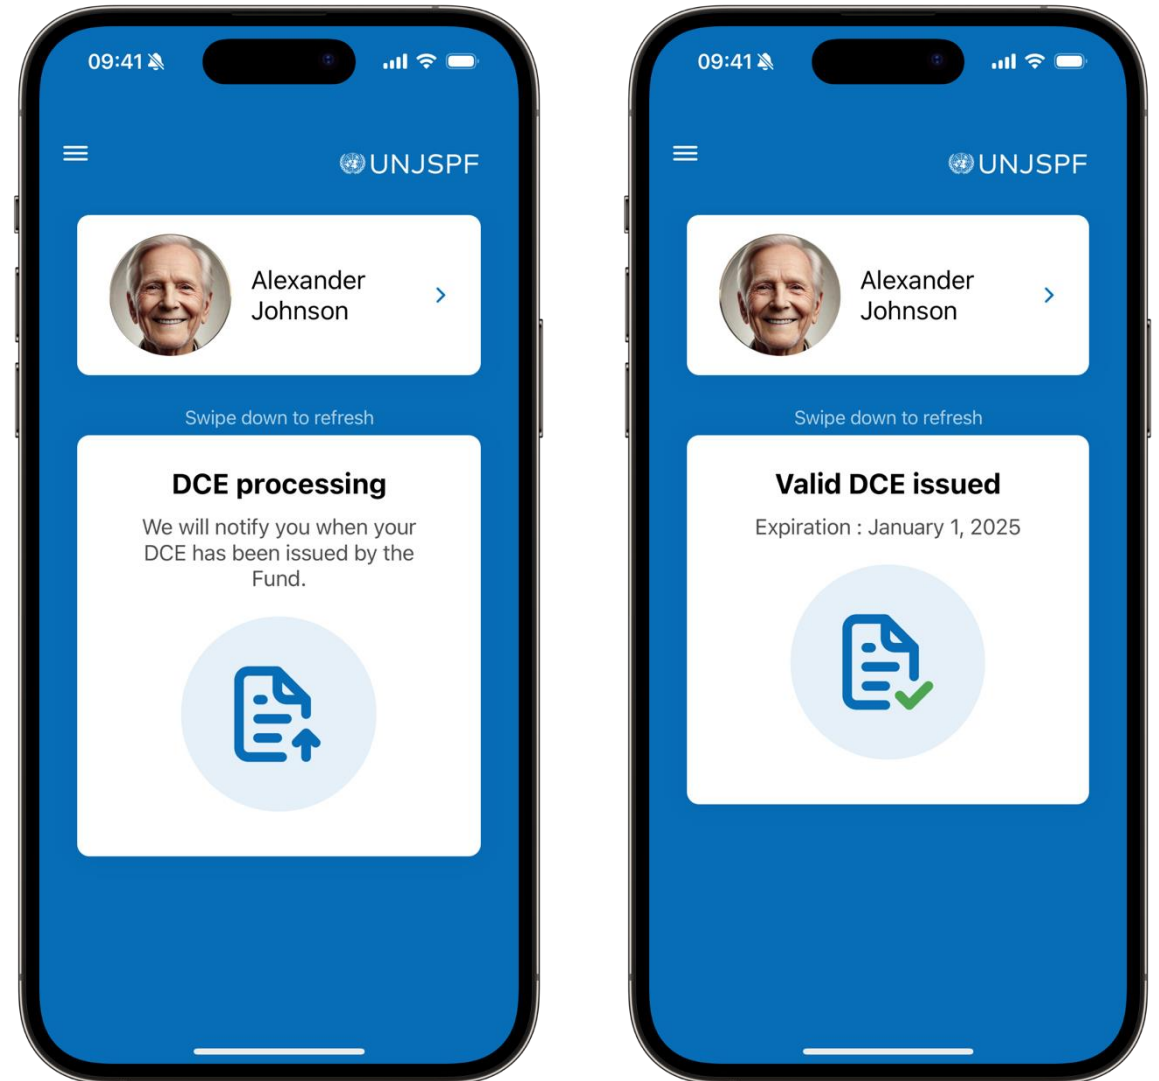 09:41
UNJSPF
Alexander
Johnson
Swipe down to refresh
DCE processing
We will notify you when your
DCE has been issued by the
Fund.
09:41
UNJSPF
Alexander
Johnson
Swipe down to refresh
Valid DCE issued
Expiration : January 1, 2025